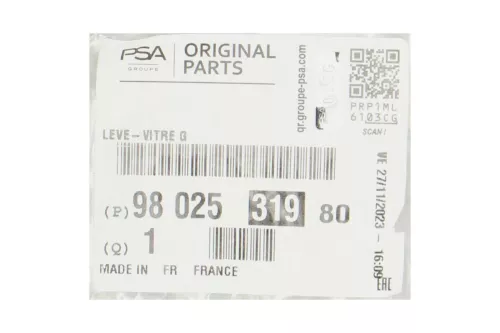 PSA
GROUPE
ORIGINAL
PARTS
qr.groupe-psa.com
PRP1ML
6103CG
SCAN!
LEVE-VITRE G
(P) 98 025 319 80
(Q) 1
MADE IN FR FRANCE
VE 27/11/2023 - 16:09
EAC